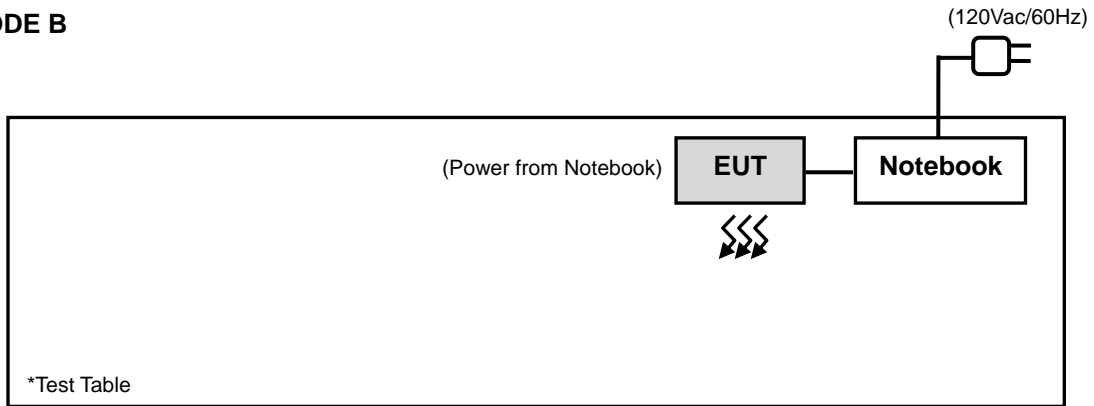 ODE B
(120Vac/60Hz)
(Power from Notebook)
EUT
Notebook
*Test Table